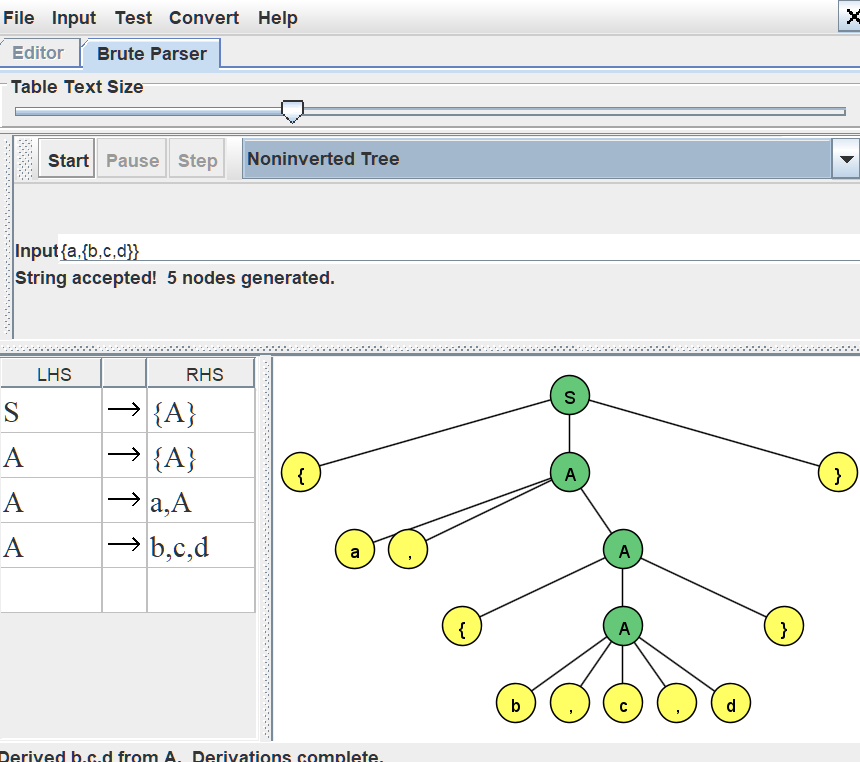 File Input Test Convert Help
Editor Brute Parser
Table Text Size
Start Pause Step Noninverted Tree
Input {a,{b,c,d}}
String accepted! 5 nodes generated.
LHS RHS
S → {A}
A → {A}
A → a,A
A → b,c,d
S
{ A }
a , A
{ A }
b , c , d
Derived b,c,d from A. Derivations complete.